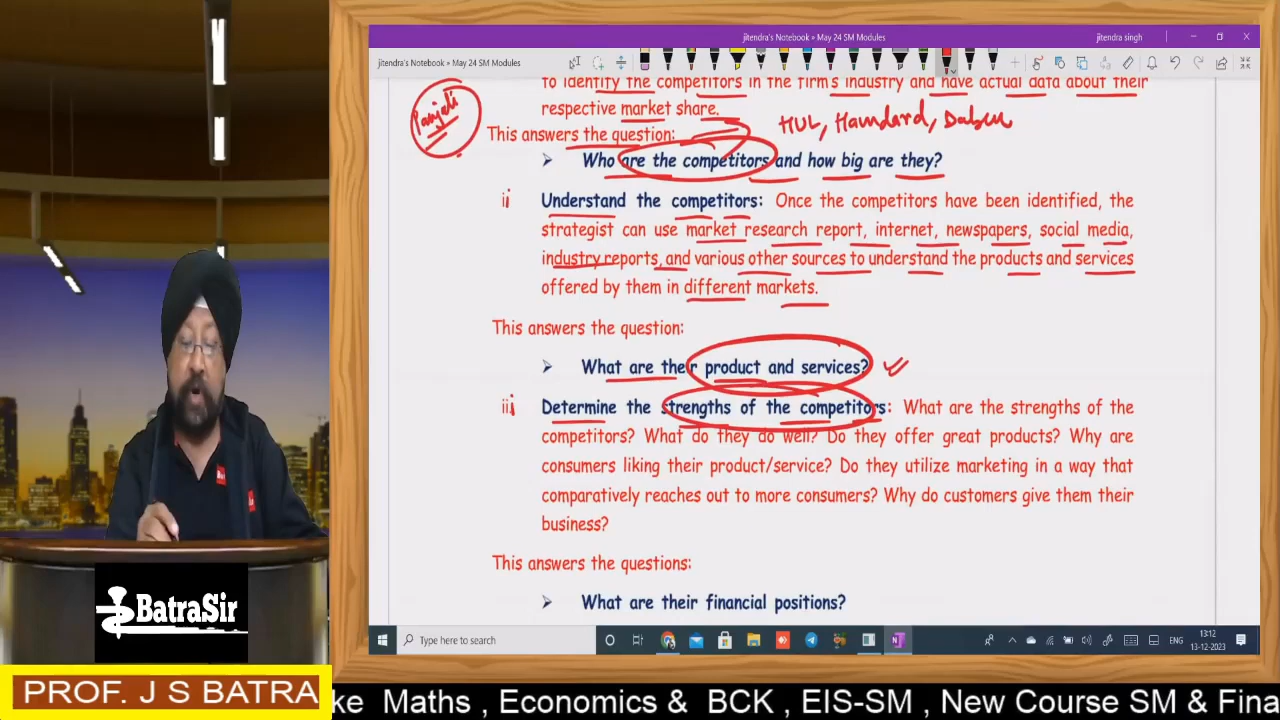 jitendra's Notebook » May 24 SM Modules
jitendra singh
jitendra's Notebook » May 24 SM Modules
to identify the competitors in the firm's industry and have actual data about their
respective market share.
Patanjali
HUL, Hamdard, Dabur
This answers the question:
➢ Who are the competitors and how big are they?
ii Understand the competitors: Once the competitors have been identified, the
strategist can use market research report, internet, newspapers, social media,
industry reports, and various other sources to understand the products and services
offered by them in different markets.
This answers the question:
➢ What are their product and services?
iii Determine the strengths of the competitors: What are the strengths of the
competitors? What do they do well? Do they offer great products? Why are
consumers liking their product/service? Do they utilize marketing in a way that
comparatively reaches out to more consumers? Why do customers give them their
business?
This answers the questions:
➢ What are their financial positions?
BatraSir
Type here to search
ENG
13:12
13-12-2023
PROF. J S BATRA
ke Maths , Economics & BCK , EIS-SM , New Course SM & Fina